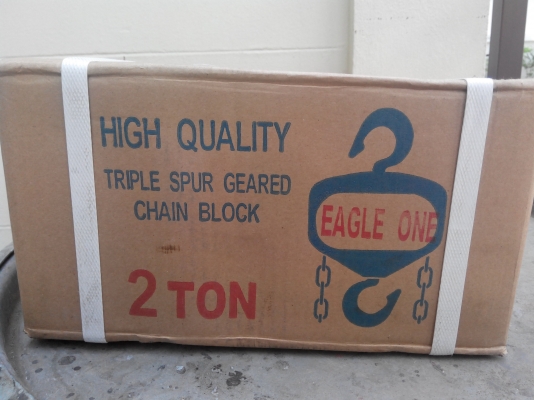 HIGH QUALITY
TRIPLE SPUR GEARED
CHAIN BLOCK
2 TON
EAGLE ONE